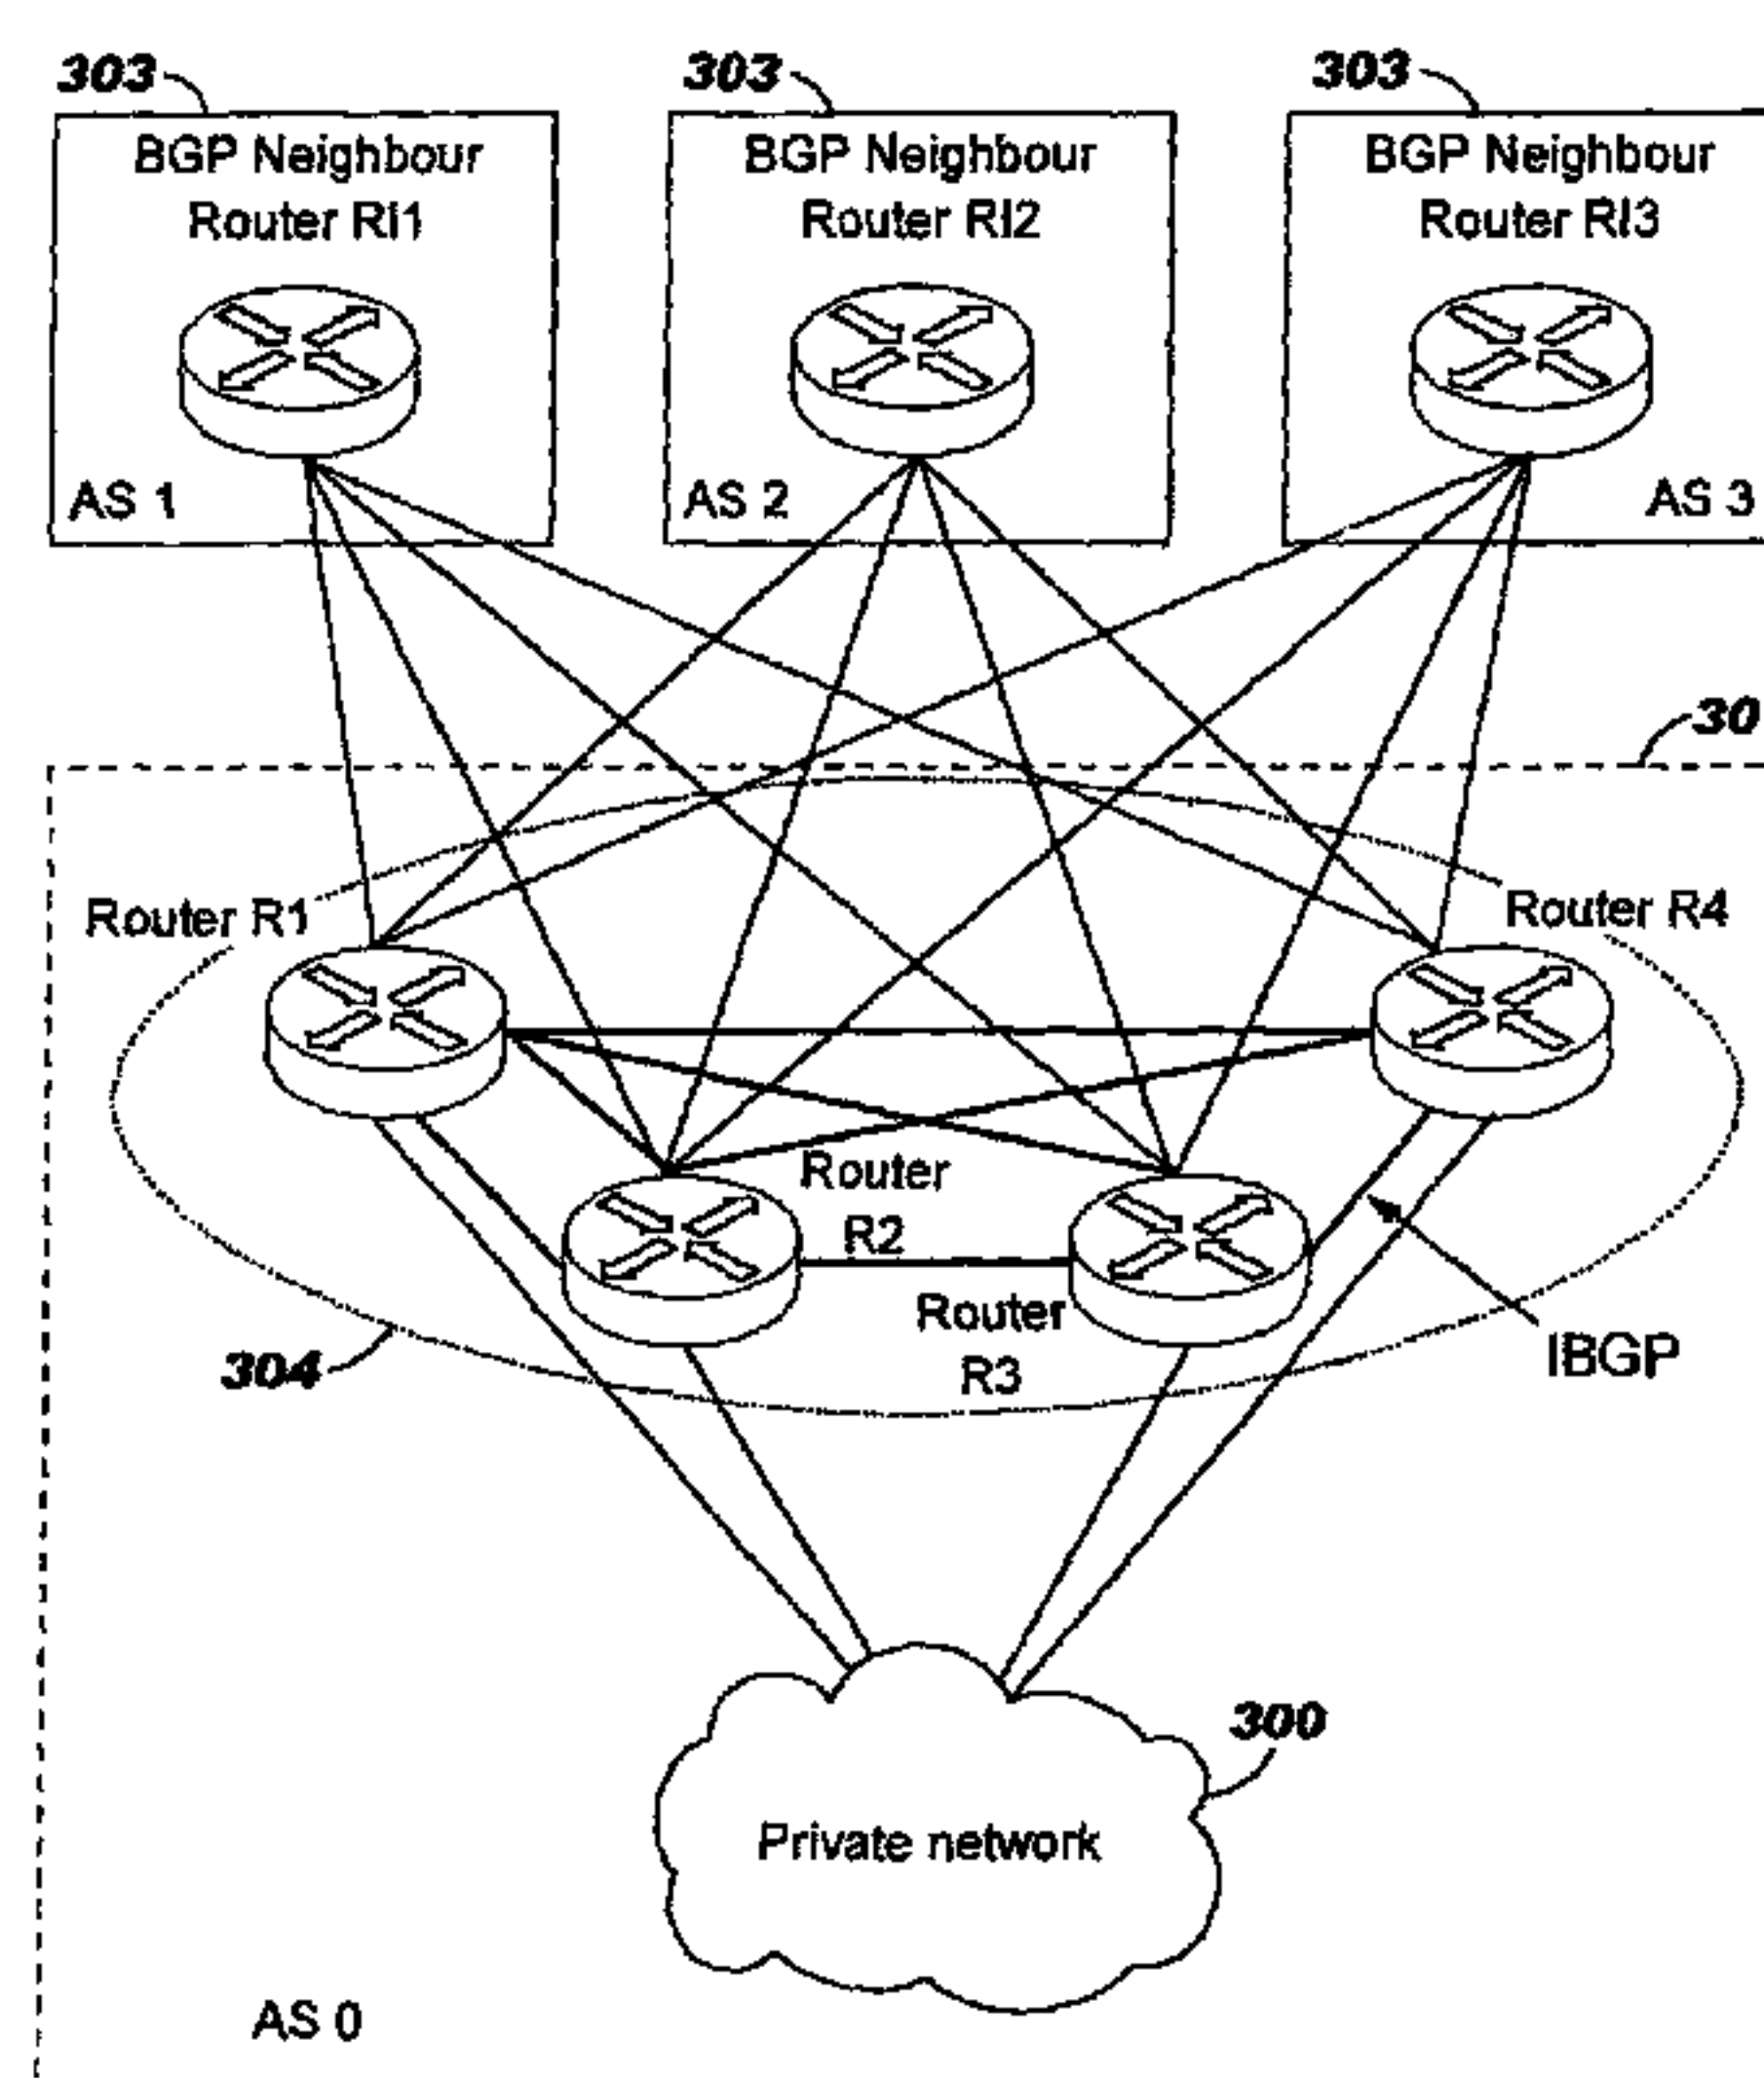 303
303
303
BGP Neighbour
Router RI1
BGP Neighbour
Router RI2
BGP Neighbour
Router RI3
AS 1
AS 2
AS 3
30
Router R1
Router R4
Router
R2
Router
R3
IBGP
304
300
Private network
AS 0